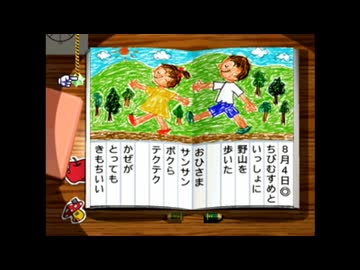 8月4日◎
ちびむすめと
いっしょに
野山を
歩いた
おひさま
サンサン
ボクら
テクテク
かぜが
とっても
きもちいい